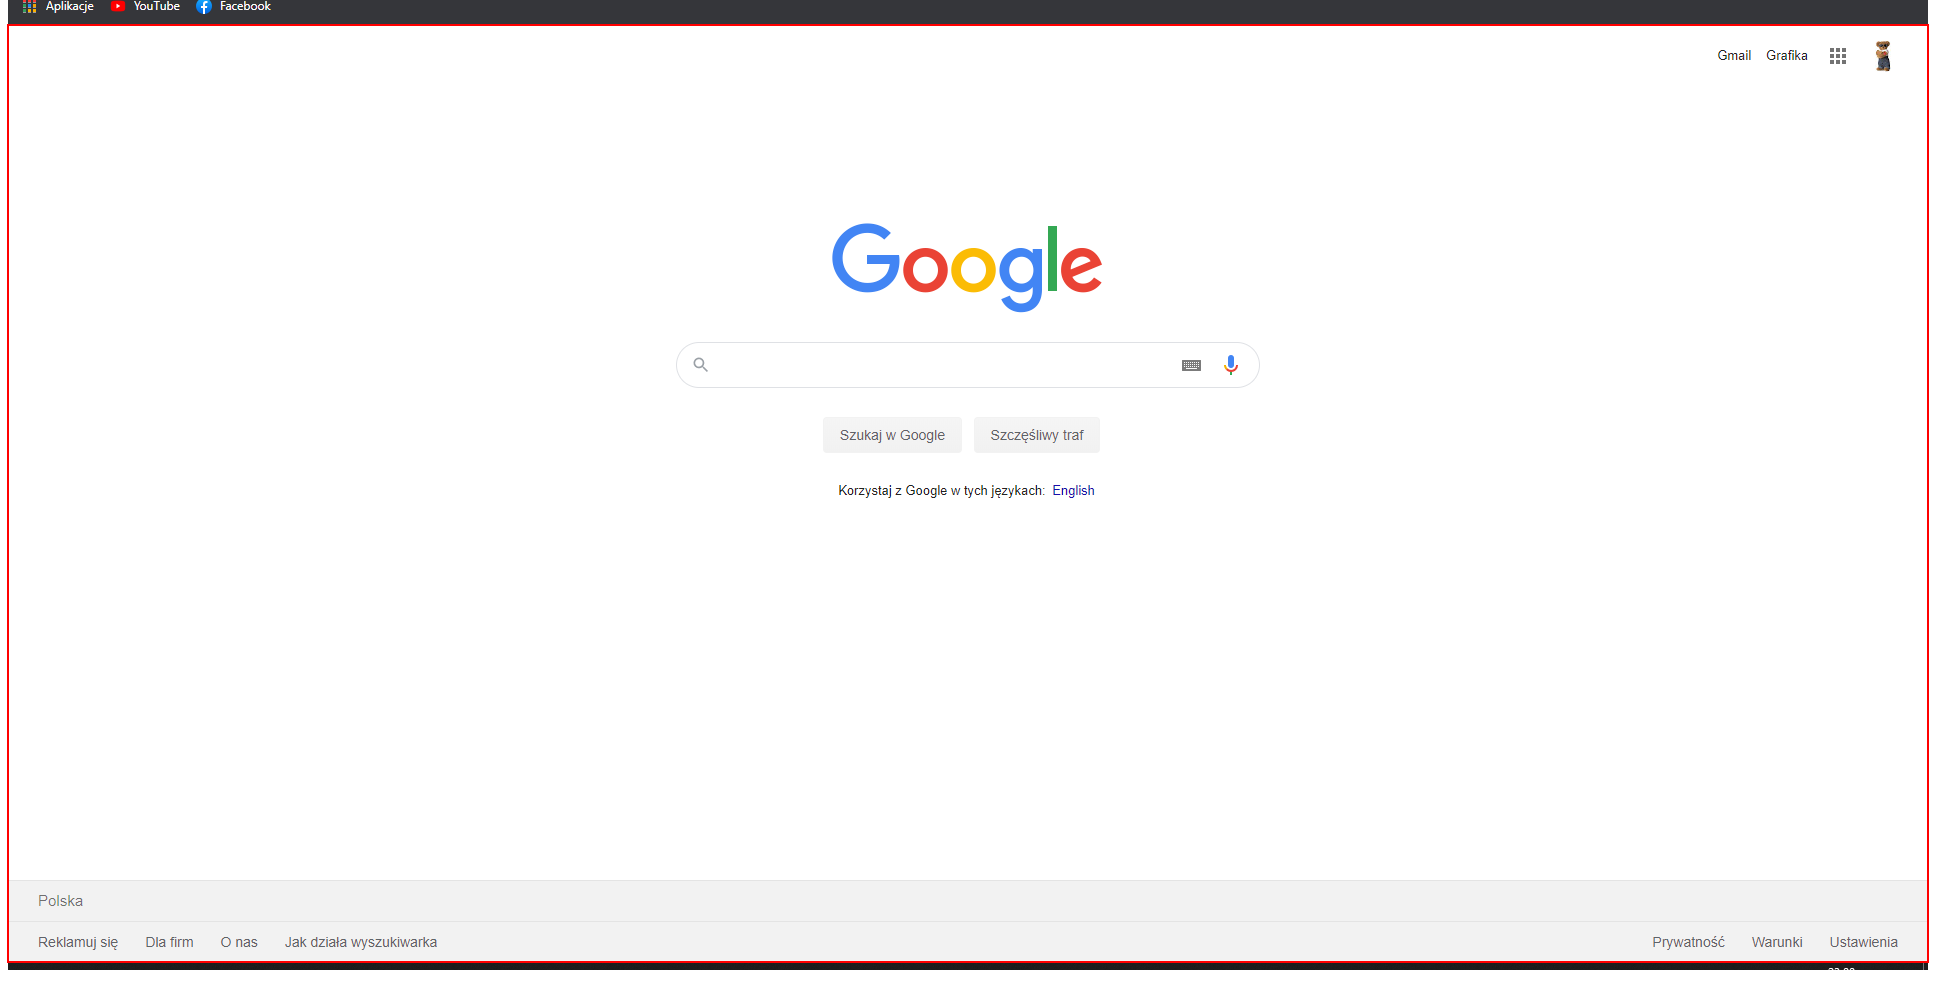 Aplikacje YouTube Facebook
Gmail Grafika
Google
Szukaj w Google Szczęśliwy traf
Korzystaj z Google w tych językach: English
Polska
Reklamuj się Dla firm O nas Jak działa wyszukiwarka Prywatność Warunki Ustawienia